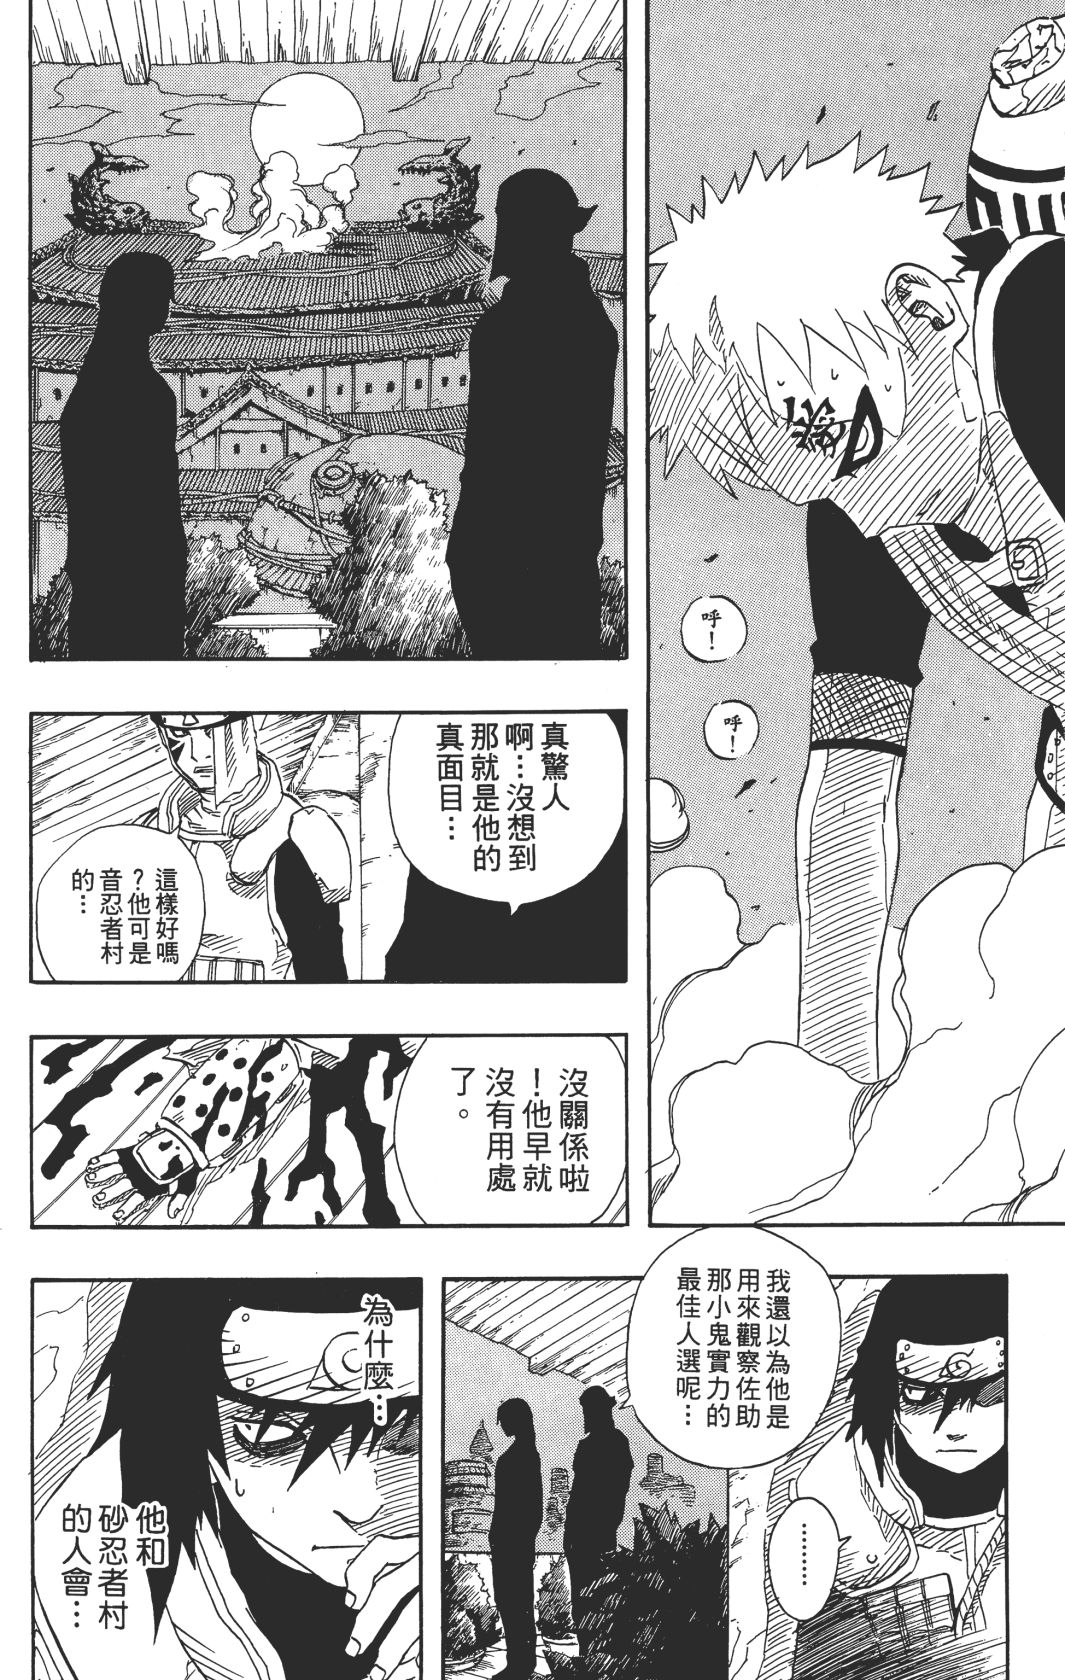 呼！
呼！
真驚人
啊…沒想到
那就是他的
真面目…
這樣好嗎
？他可是
音忍者村
的…
沒關係啦
！他早就
沒有用處
了。
我還以為他是
用來觀察佐助
那小鬼實力的
最佳人選呢…
………
為什麼…
他和
砂忍者村
的人會…